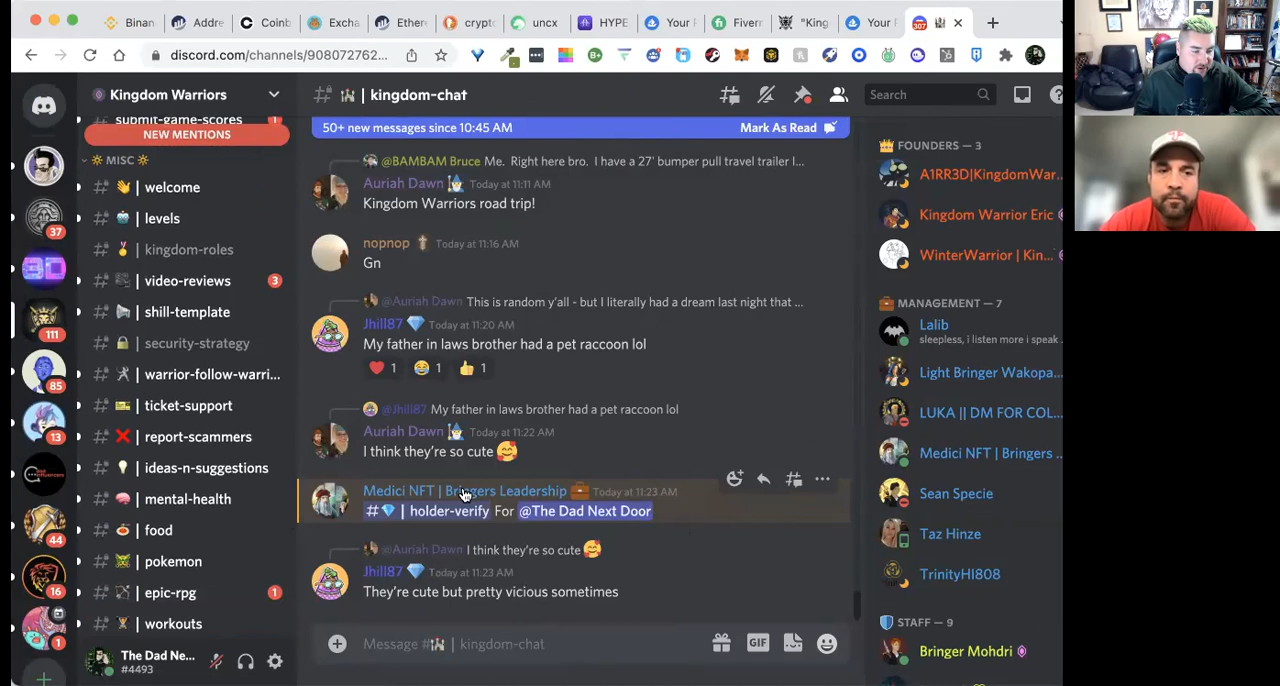 Binan
Addre
Coinb
Excha
Ether
crypto
uncx
HYPE
Your F
Fiverr
"King
Your F
307
discord.com/channels/908072762...
Kingdom Warriors
| kingdom-chat
Search
submit-game-scores 1
NEW MENTIONS
50+ new messages since 10:45 AM
Mark As Read
MISC
| welcome
| levels
| kingdom-roles
| video-reviews 3
| shill-template
| security-strategy
| warrior-follow-warri...
| ticket-support
| report-scammers
| ideas-n-suggestions
| mental-health
| food
| pokemon
| epic-rpg 1
| workouts
37
111
85
13
44
16
1
The Dad Ne...
#4493
@BAMBAM Bruce Me. Right here bro. I have a 27' bumper pull travel trailer l...
Auriah Dawn Today at 11:11 AM
Kingdom Warriors road trip!
nopnop Today at 11:16 AM
Gn
@Auriah Dawn This is random y'all - but I literally had a dream last night that ...
Jhill87 Today at 11:20 AM
My father in laws brother had a pet raccoon lol
1 1 1
@Jhill87 My father in laws brother had a pet raccoon lol
Auriah Dawn Today at 11:22 AM
I think they're so cute
Medici NFT | Bringers Leadership Today at 11:23 AM
# | holder-verify For @The Dad Next Door
@Auriah Dawn I think they're so cute
Jhill87 Today at 11:23 AM
They're cute but pretty vicious sometimes
Message # | kingdom-chat
GIF
FOUNDERS — 3
A1RR3D|KingdomWar...
Kingdom Warrior Eric
WinterWarrior | Kin...
MANAGEMENT — 7
Lalib
sleepless, i listen more i speak
Light Bringer Wakopa...
LUKA || DM FOR COL...
Medici NFT | Bringers ...
Sean Specie
Taz Hinze
TrinityHI808
STAFF — 9
Bringer Mohdri